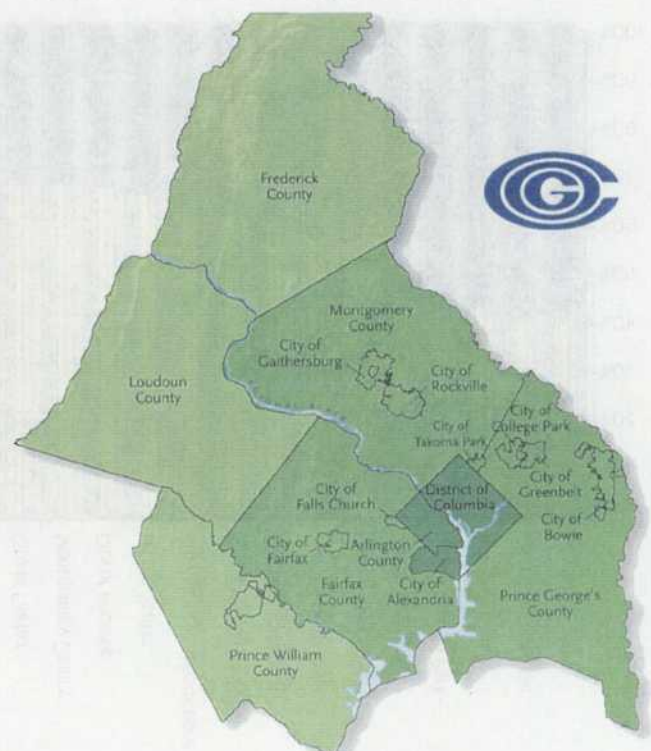 Frederick
County
COG
Montgomery
County
City of
Gaithersburg
City of
Rockville
Loudoun
County
City of
College Park
City of
Takoma Park
City of
Greenbelt
City of
Falls Church
District of
Columbia
City of
Bowie
City of
Fairfax
Arlington
County
Fairfax
County
City of
Alexandria
Prince George's
County
Prince William
County